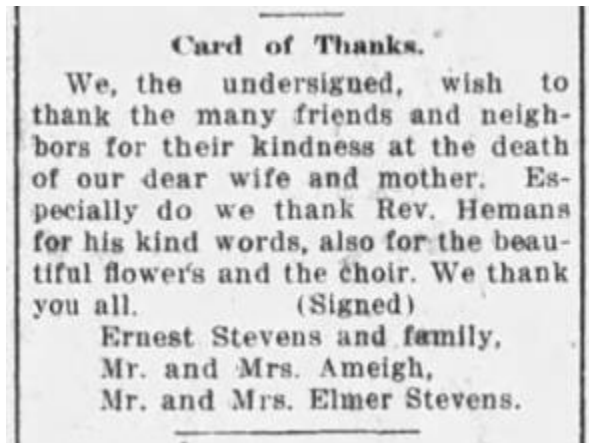 Card of Thanks.
We, the undersigned, wish to
thank the many friends and neigh-
bors for their kindness at the death
of our dear wife and mother. Es-
pecially do we thank Rev. Hemans
for his kind words, also for the beau-
tiful flowers and the choir. We thank
you all. (Signed)
Ernest Stevens and family,
Mr. and Mrs. Ameigh,
Mr. and Mrs. Elmer Stevens.